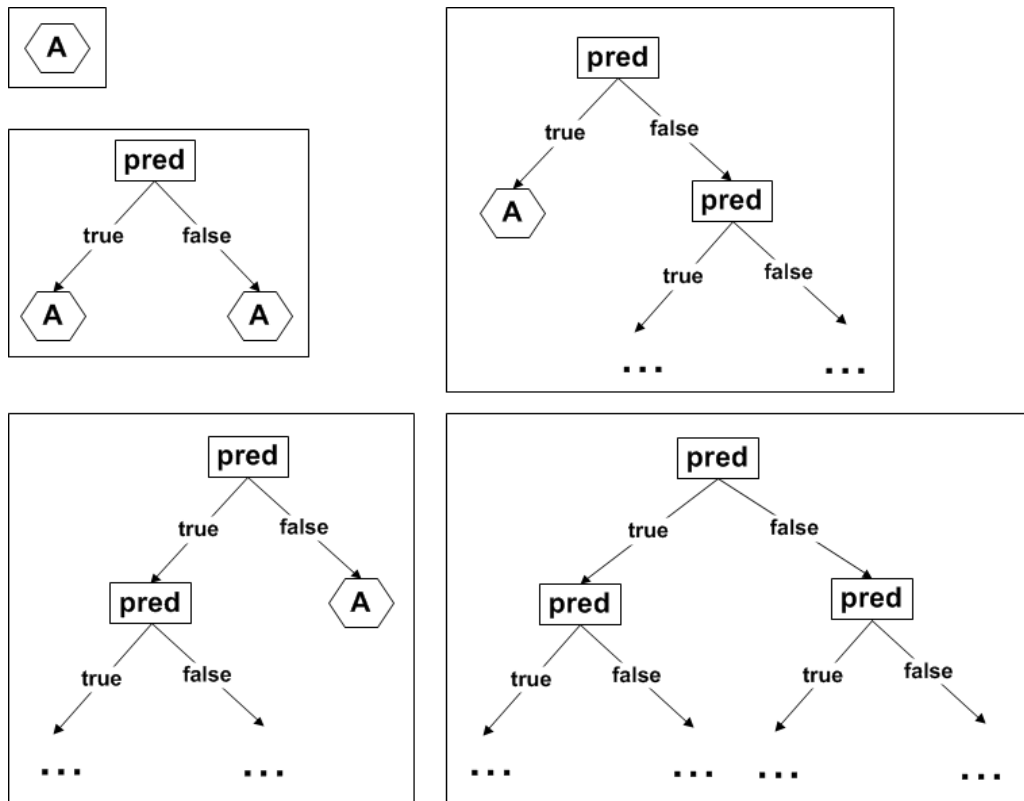 A
pred
true false
A A
pred
true false
A pred
true false
... ...
pred
true false
pred A
true false
... ...
pred
true false
pred pred
true false true false
... ... ... ...